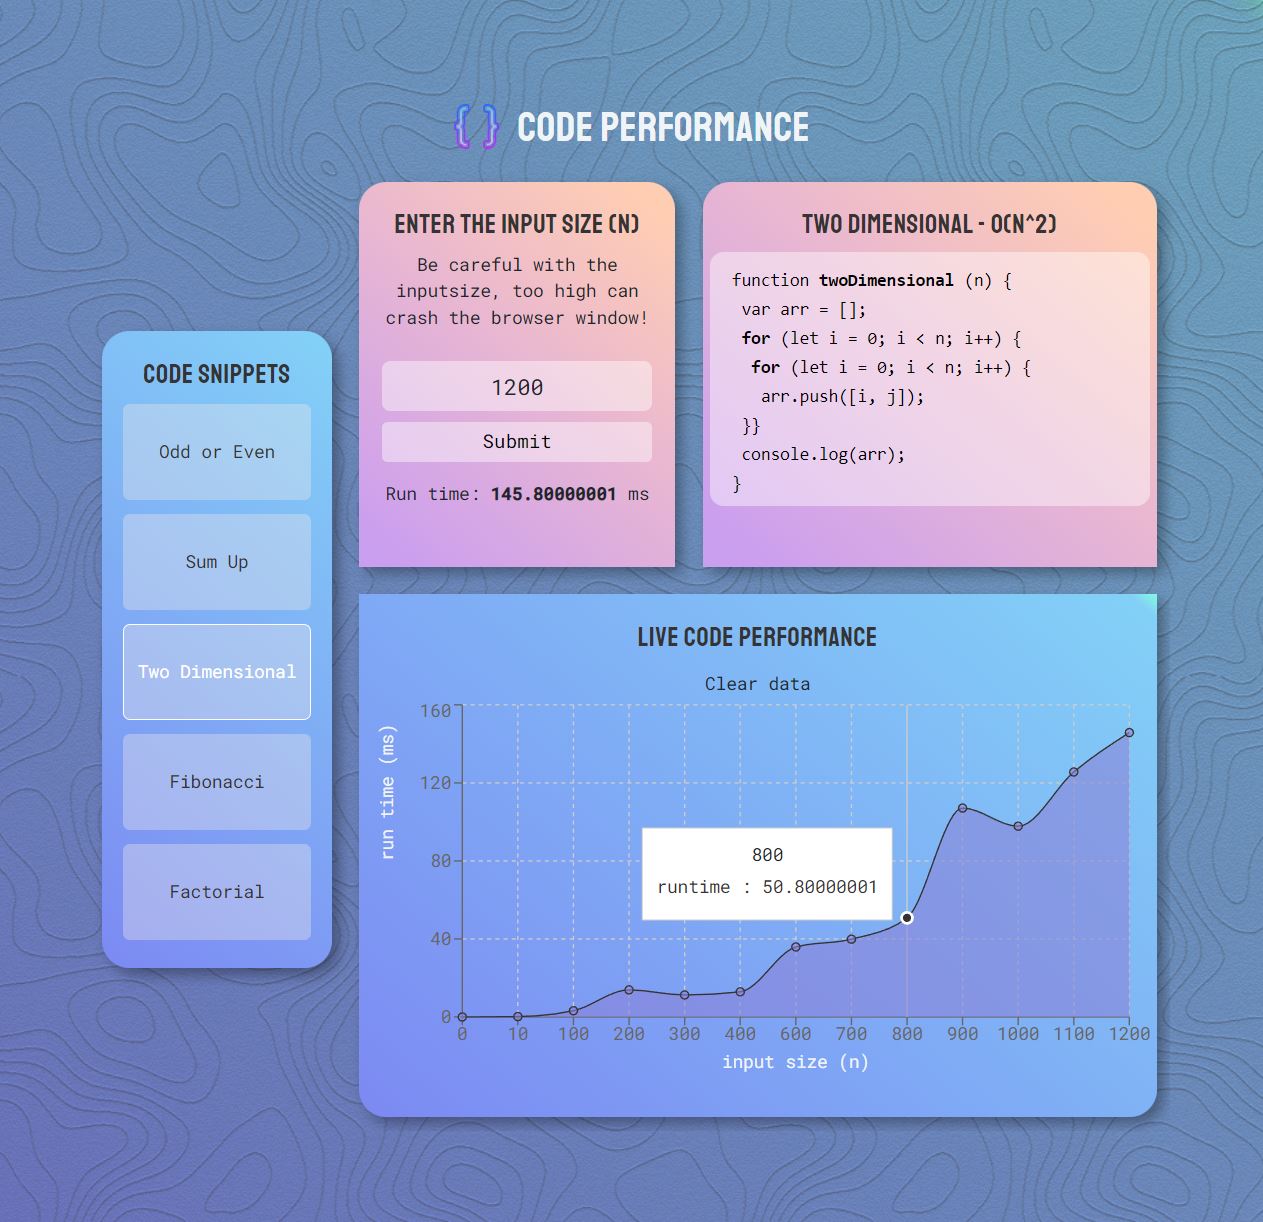 { } CODE PERFORMANCE
CODE SNIPPETS
Odd or Even
Sum Up
Two Dimensional
Fibonacci
Factorial
ENTER THE INPUT SIZE (N)
Be careful with the
inputsize, too high can
crash the browser window!
1200
Submit
Run time: 145.80000001 ms
TWO DIMENSIONAL - O(N^2)
function twoDimensional (n) {
var arr = [];
for (let i = 0; i < n; i++) {
for (let i = 0; i < n; i++) {
arr.push([i, j]);
}}
console.log(arr);
}
LIVE CODE PERFORMANCE
Clear data
run time (ms)
160
120
80
40
0
800
runtime : 50.80000001
0 10 100 200 300 400 600 700 800 900 1000 1100 1200
input size (n)